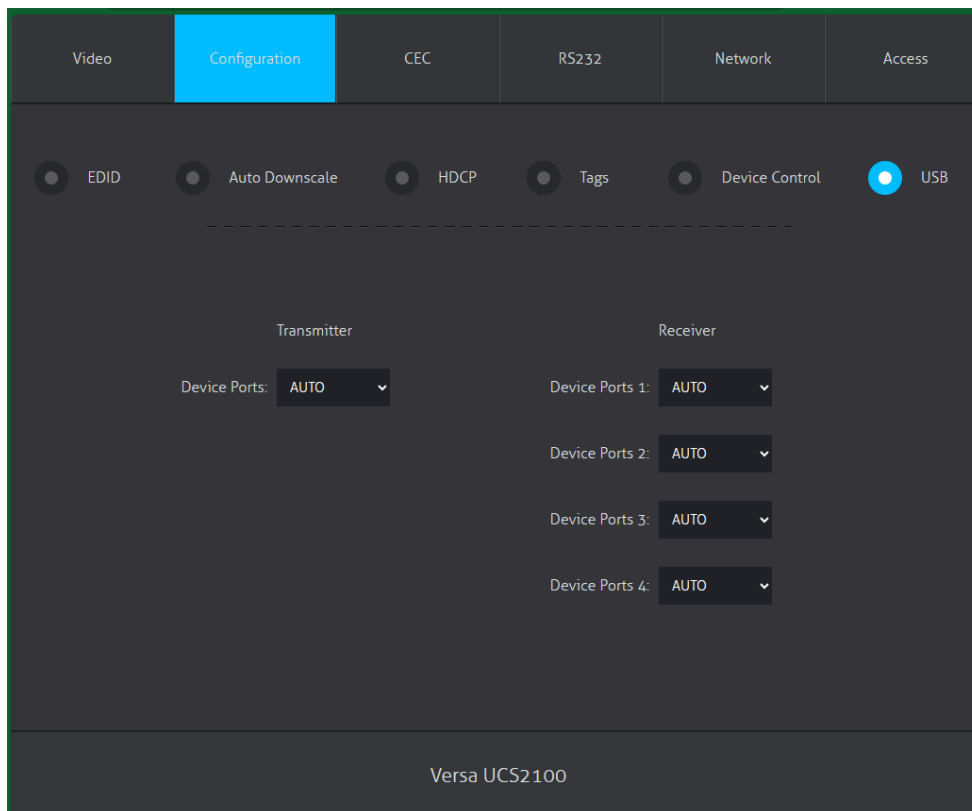 Video Configuration CEC RS232 Network Access
EDID Auto Downscale HDCP Tags Device Control USB
Transmitter Receiver
Device Ports: AUTO Device Ports 1: AUTO
Device Ports 2: AUTO
Device Ports 3: AUTO
Device Ports 4: AUTO
Versa UCS2100